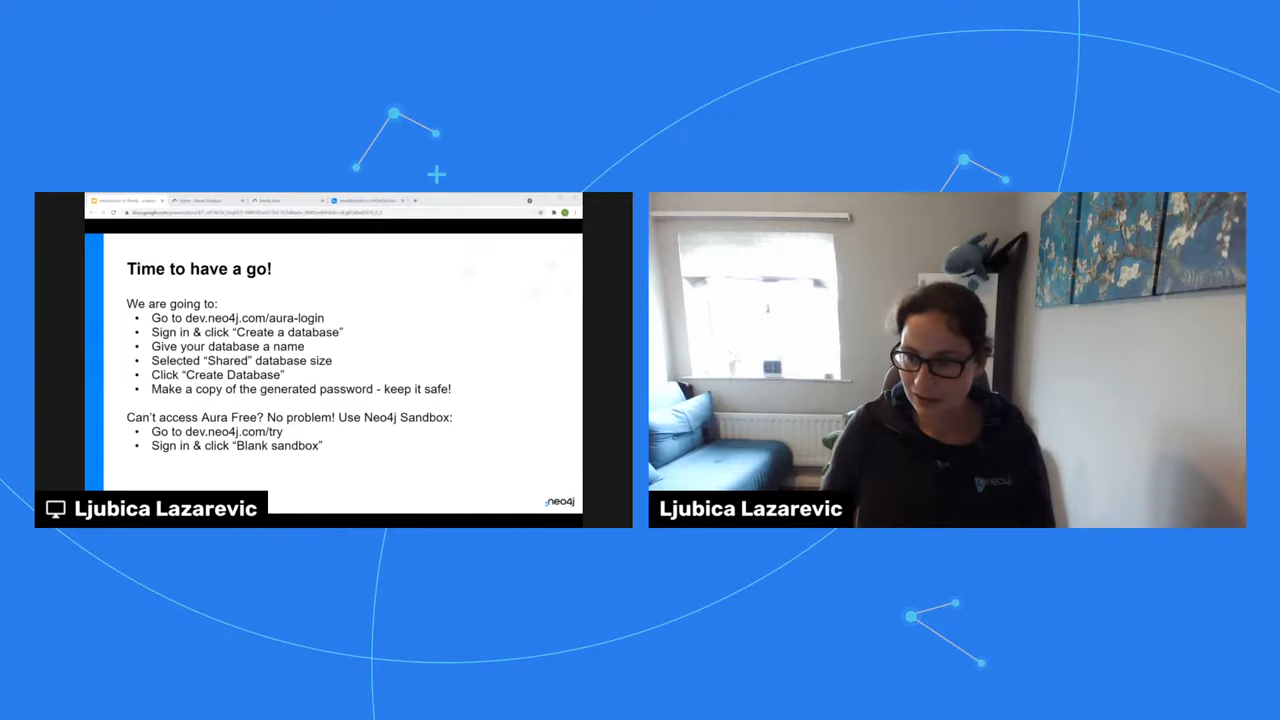 Time to have a go!
We are going to:
• Go to dev.neo4j.com/aura-login
• Sign in & click “Create a database”
• Give your database a name
• Selected “Shared” database size
• Click “Create Database”
• Make a copy of the generated password - keep it safe!
Can’t access Aura Free? No problem! Use Neo4j Sandbox:
• Go to dev.neo4j.com/try
• Sign in & click “Blank sandbox”
neo4j
Ljubica Lazarevic
neo4j
Ljubica Lazarevic